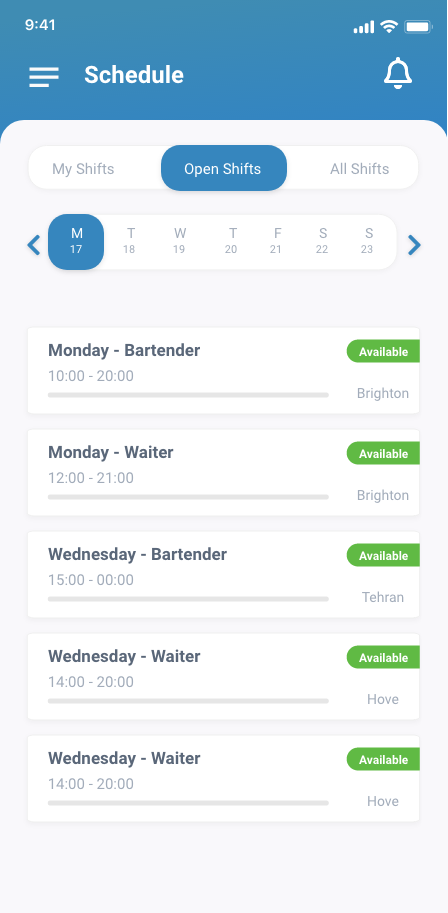 9:41
Schedule
My Shifts Open Shifts All Shifts
M T W T F S S
17 18 19 20 21 22 23
Monday - Bartender Available
10:00 - 20:00
Brighton
Monday - Waiter Available
12:00 - 21:00
Brighton
Wednesday - Bartender Available
15:00 - 00:00
Tehran
Wednesday - Waiter Available
14:00 - 20:00
Hove
Wednesday - Waiter Available
14:00 - 20:00
Hove